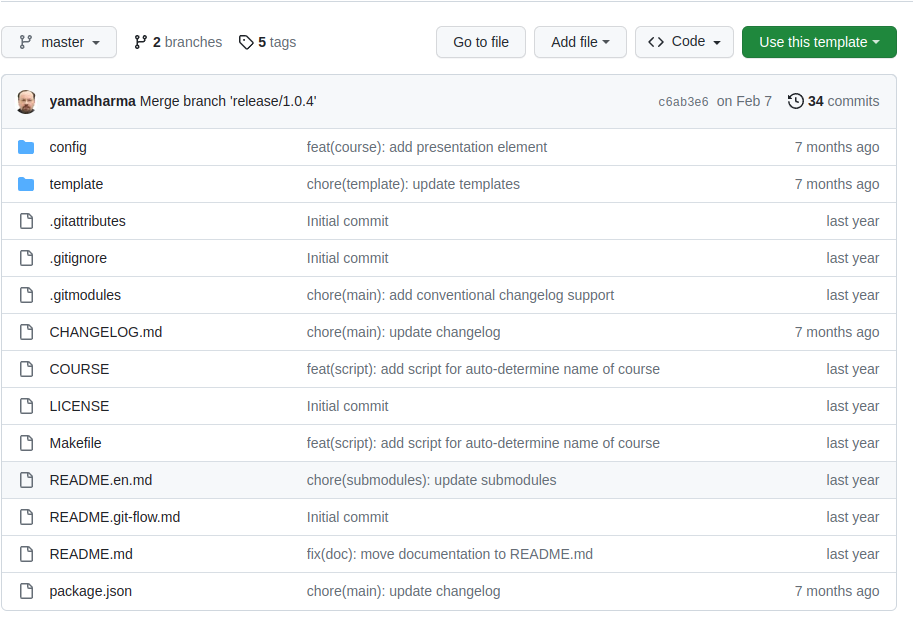 master 2 branches 5 tags Go to file Add file Code Use this template
yamadharma Merge branch 'release/1.0.4' c6ab3e6 on Feb 7 34 commits
config feat(course): add presentation element 7 months ago
template chore(template): update templates 7 months ago
.gitattributes Initial commit last year
.gitignore Initial commit last year
.gitmodules chore(main): add conventional changelog support last year
CHANGELOG.md chore(main): update changelog 7 months ago
COURSE feat(script): add script for auto-determine name of course last year
LICENSE Initial commit last year
Makefile feat(script): add script for auto-determine name of course last year
README.en.md chore(submodules): update submodules last year
README.git-flow.md Initial commit last year
README.md fix(doc): move documentation to README.md last year
package.json chore(main): update changelog 7 months ago